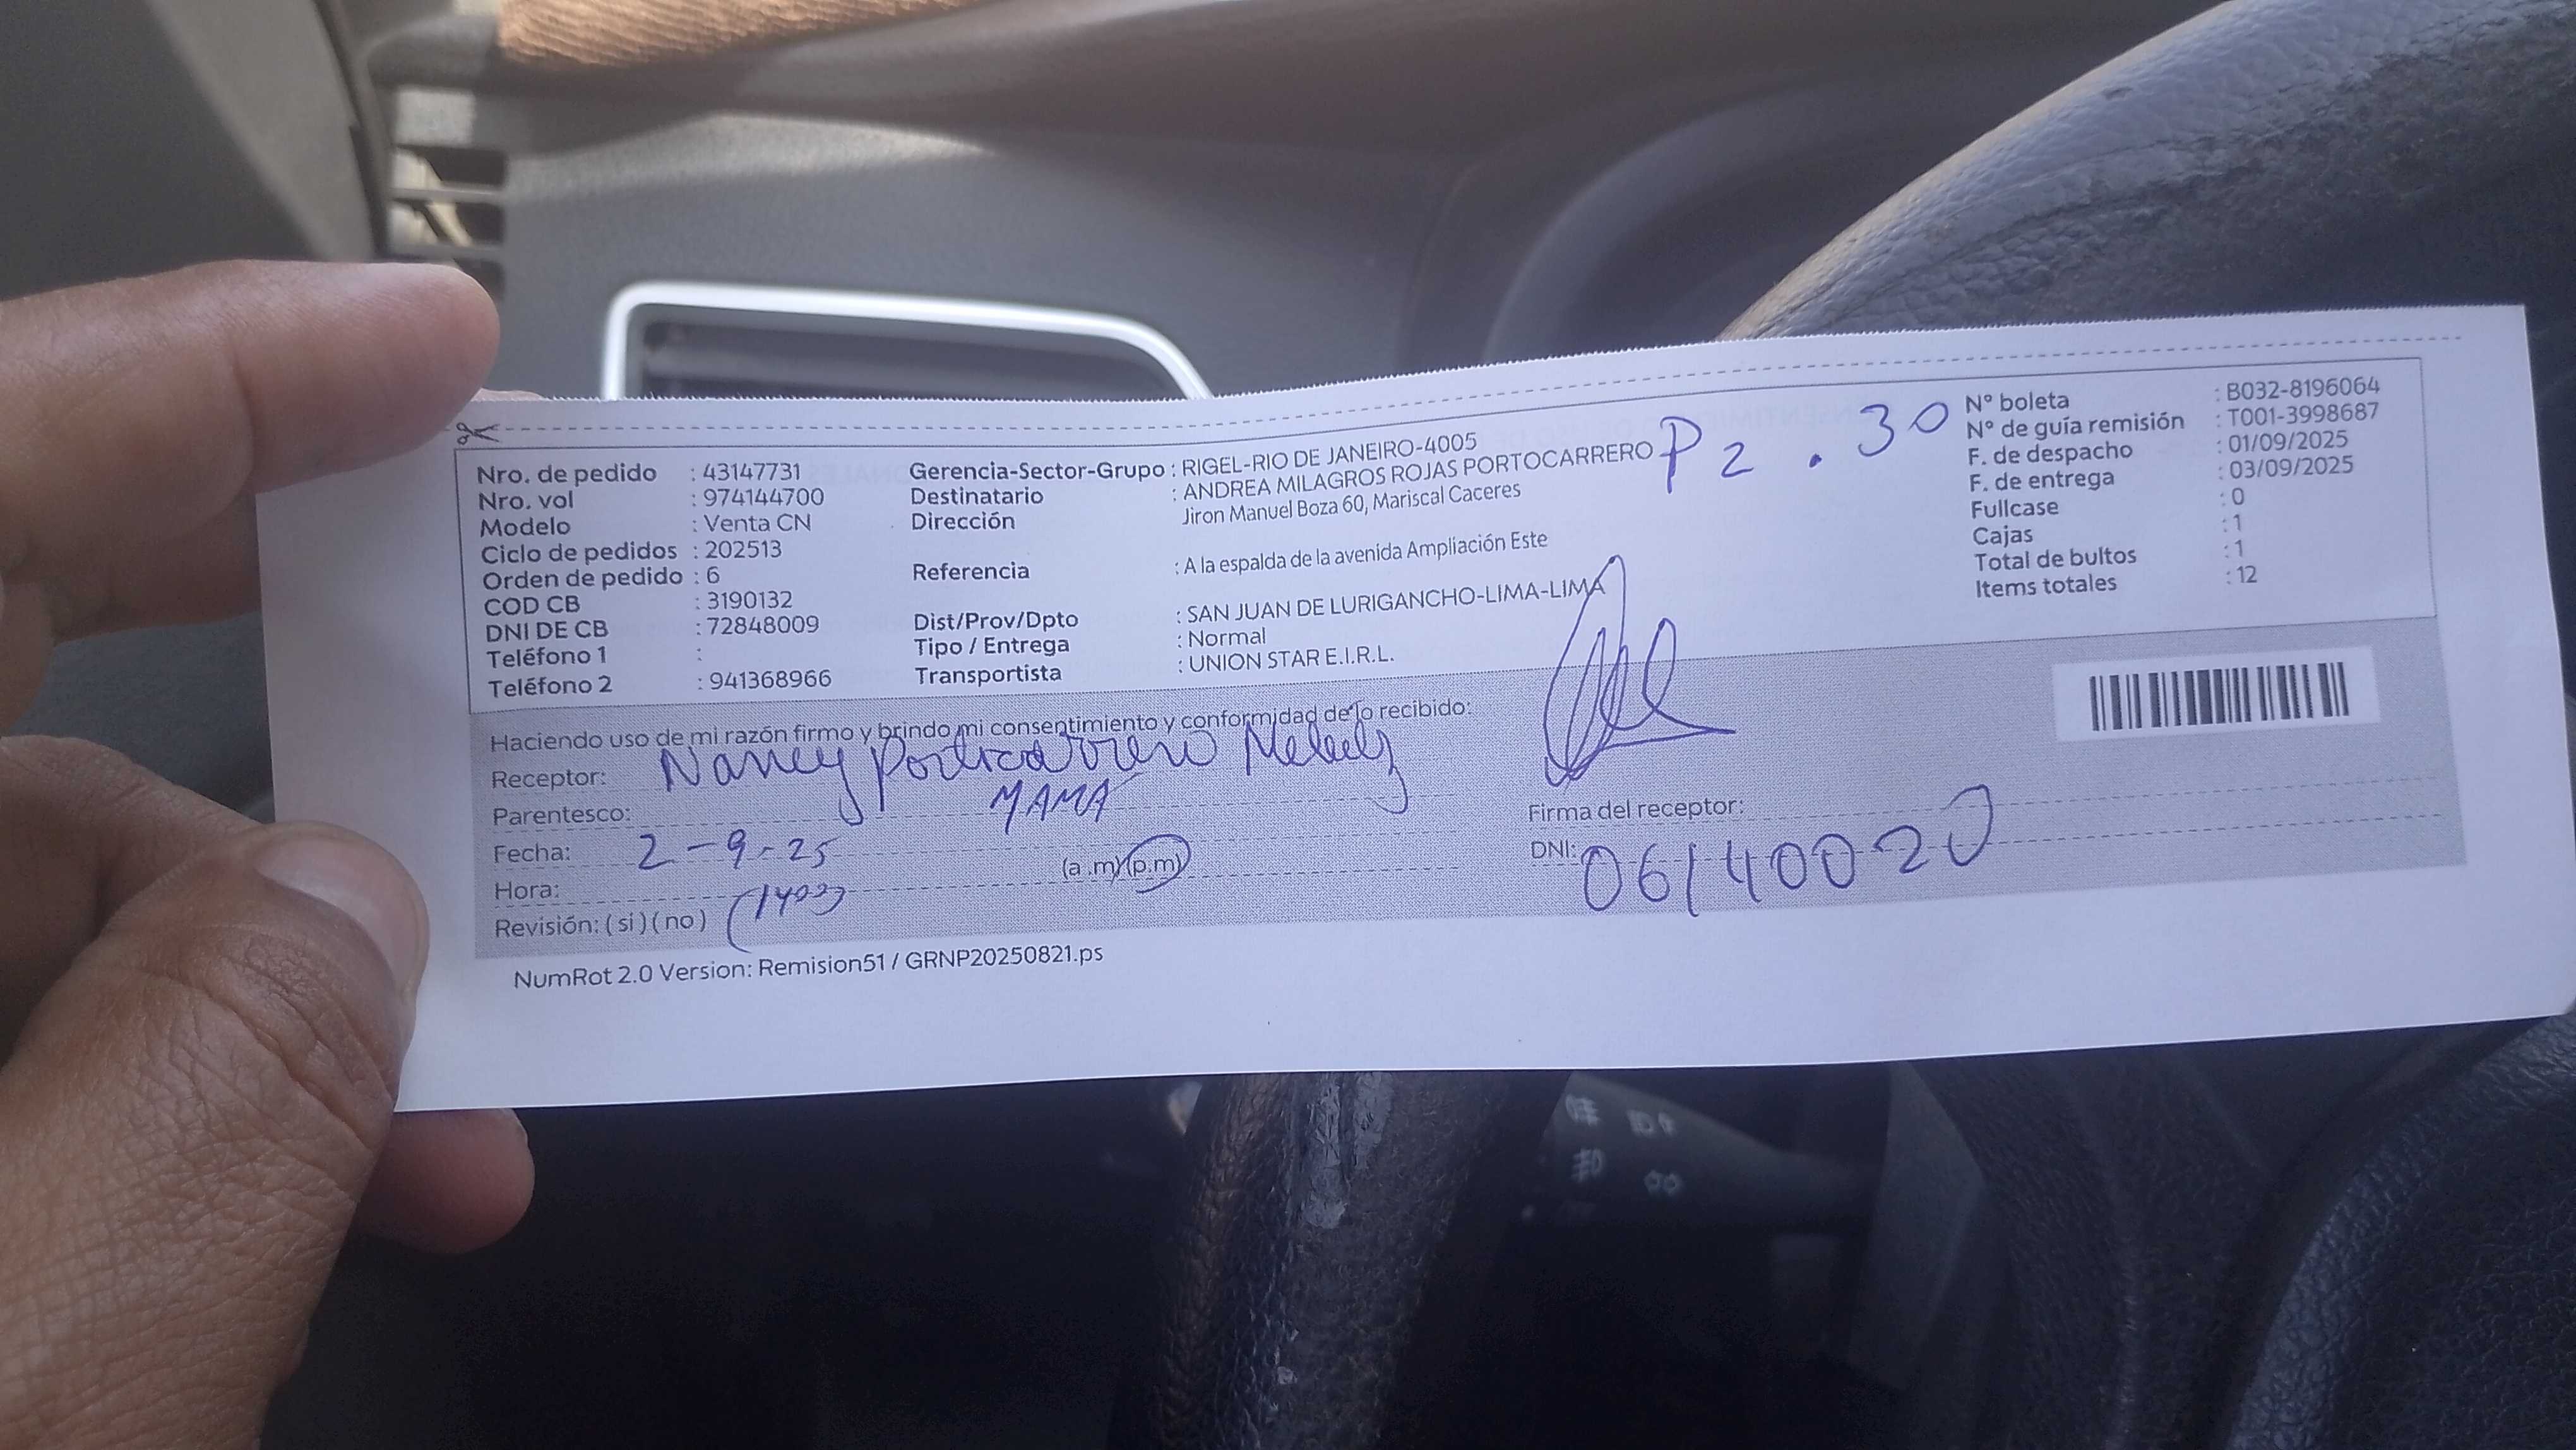 Nro. de pedido : 43147731
Nro. vol : 974144700
Modelo : Venta CN
Ciclo de pedidos : 202513
Orden de pedido : 6
COD CB : 3190132
DNI DE CB : 72848009
Teléfono 1 :
Teléfono 2 : 941368966
Gerencia-Sector-Grupo : RIGEL-RIO DE JANEIRO-4005
Destinatario : ANDREA MILAGROS ROJAS PORTOCARRERO
Dirección Jiron Manuel Boza 60, Mariscal Caceres
Referencia : A la espalda de la avenida Ampliación Este
Dist/Prov/Dpto : SAN JUAN DE LURIGANCHO-LIMA-LIMA
Tipo / Entrega : Normal
Transportista : UNION STAR E.I.R.L.
P2.30
N° boleta : B032-8196064
N° de guía remisión : T001-3998687
F. de despacho : 01/09/2025
F. de entrega : 03/09/2025
Fullcase : 0
Cajas : 1
Total de bultos : 1
Items totales : 12
Haciendo uso de mi razón firmo y brindo mi consentimiento y conformidad de lo recibido:
Receptor: Nancy Portocarrero
Parentesco: MAMA
Fecha: 2-9-25
Hora: (a.m)(p.m)
Revisión: (si)(no)
Firma del receptor:
DNI: 06140020
NumRot 2.0 Version: Remision51 / GRNP20250821.ps